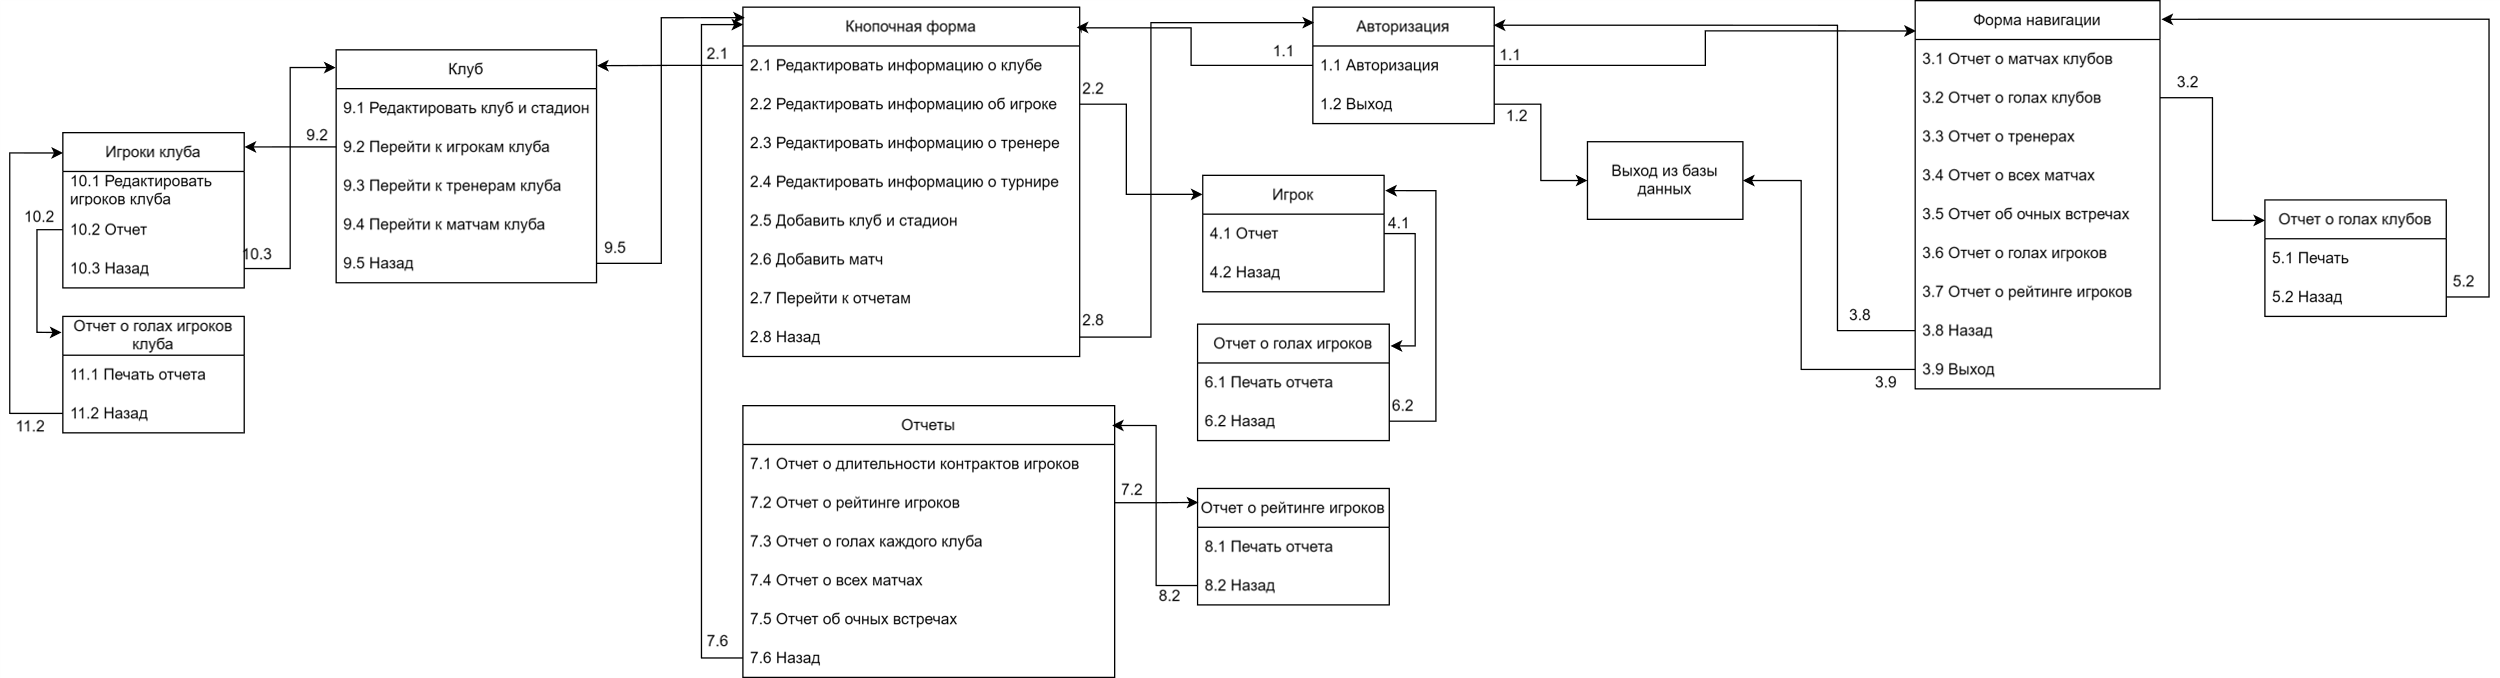 Игроки клуба
10.1 Редактировать
игроков клуба
10.2 Отчет
10.3 Назад
10.2
10.3
Отчет о голах игроков
клуба
11.1 Печать отчета
11.2 Назад
11.2
Клуб
9.1 Редактировать клуб и стадион
9.2 Перейти к игрокам клуба
9.3 Перейти к тренерам клуба
9.4 Перейти к матчам клуба
9.5 Назад
9.2
9.5
Кнопочная форма
2.1 Редактировать информацию о клубе
2.2 Редактировать информацию об игроке
2.3 Редактировать информацию о тренере
2.4 Редактировать информацию о турнире
2.5 Добавить клуб и стадион
2.6 Добавить матч
2.7 Перейти к отчетам
2.8 Назад
2.1
2.2
2.8
Отчеты
7.1 Отчет о длительности контрактов игроков
7.2 Отчет о рейтинге игроков
7.3 Отчет о голах каждого клуба
7.4 Отчет о всех матчах
7.5 Отчет об очных встречах
7.6 Назад
7.6
7.2
Авторизация
1.1 Авторизация
1.2 Выход
1.1
1.1
1.2
Игрок
4.1 Отчет
4.2 Назад
4.1
Отчет о голах игроков
6.1 Печать отчета
6.2 Назад
6.2
Отчет о рейтинге игроков
8.1 Печать отчета
8.2 Назад
8.2
Выход из базы
данных
Форма навигации
3.1 Отчет о матчах клубов
3.2 Отчет о голах клубов
3.3 Отчет о тренерах
3.4 Отчет о всех матчах
3.5 Отчет об очных встречах
3.6 Отчет о голах игроков
3.7 Отчет о рейтинге игроков
3.8 Назад
3.9 Выход
3.8
3.9
3.2
Отчет о голах клубов
5.1 Печать
5.2 Назад
5.2